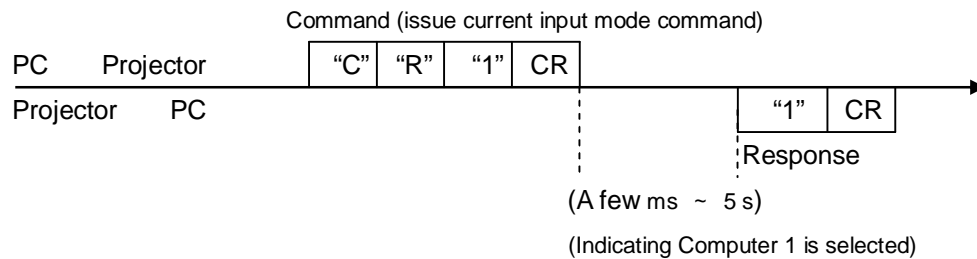 Command (issue current input mode command)
PC Projector “C” “R” “1” CR
Projector PC “1” CR
Response
(A few ms ~ 5 s)
(Indicating Computer 1 is selected)